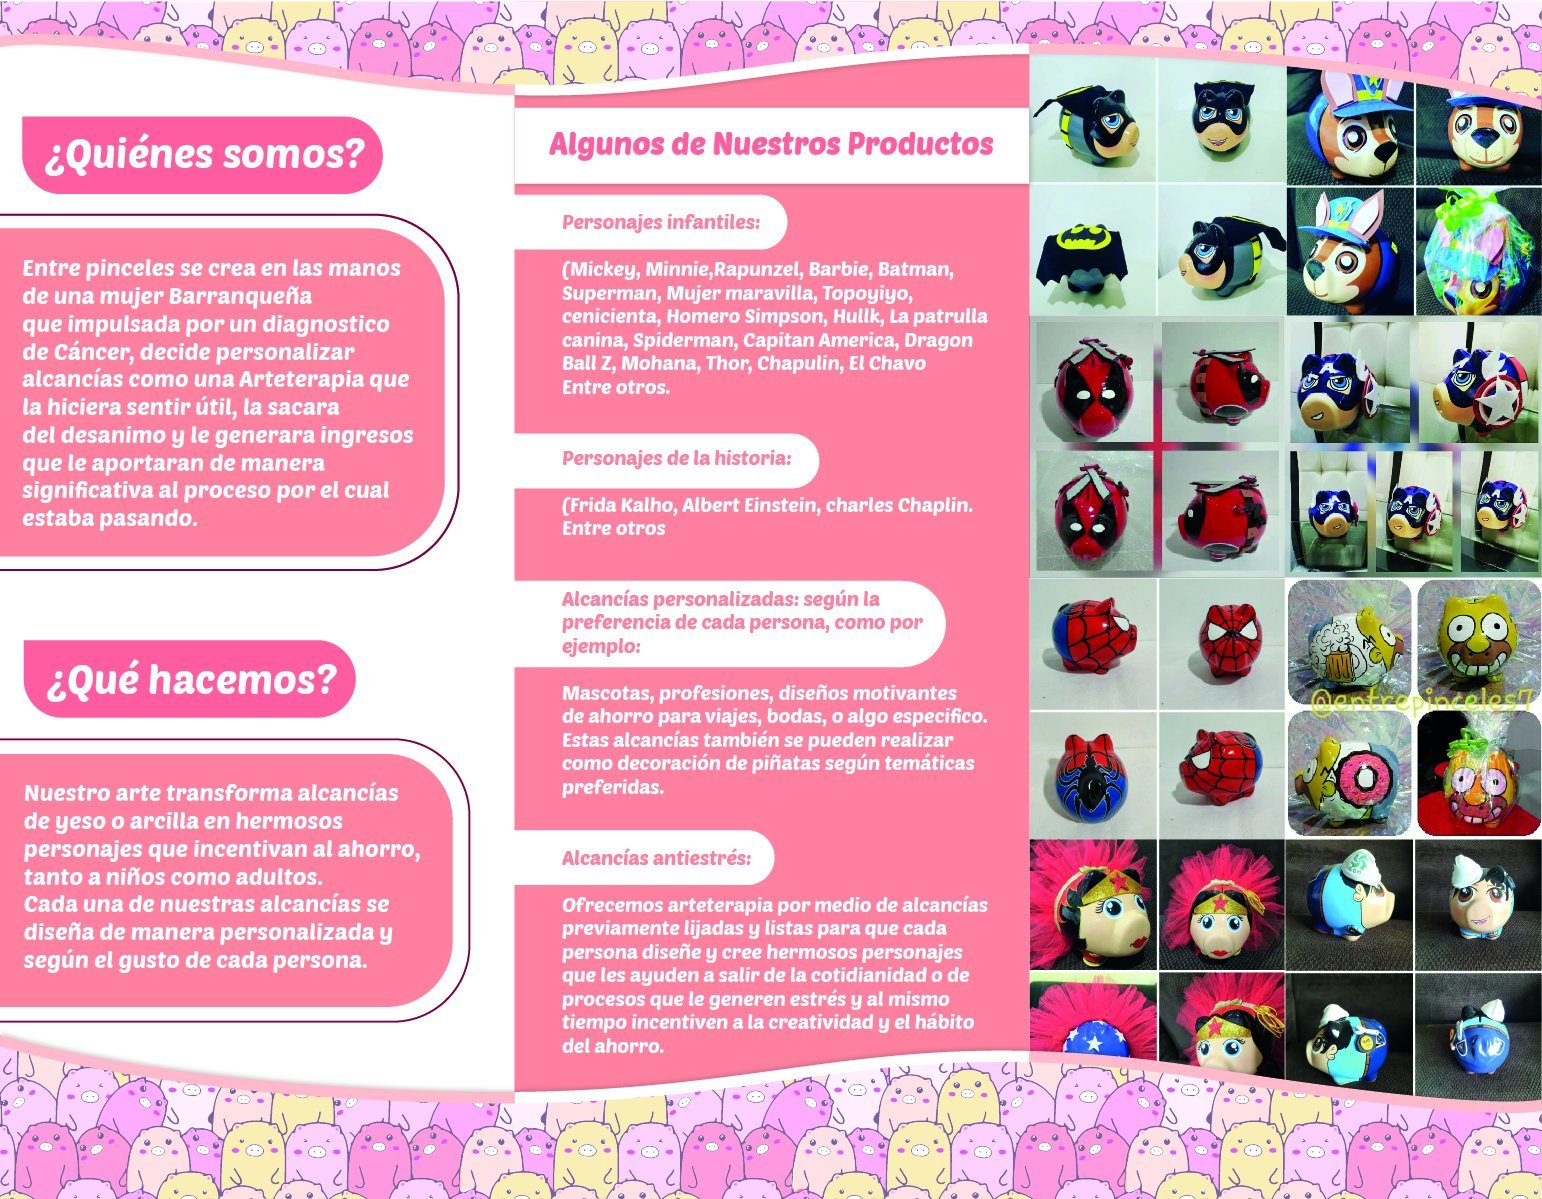 ¿Quiénes somos?
Entre pinceles se crea en las manos
de una mujer Barranqueña
que impulsada por un diagnostico
de Cáncer, decide personalizar
alcancías como una Arteterapia que
la hiciera sentir útil, la sacara
del desanimo y le generara ingresos
que le aportaran de manera
significativa al proceso por el cual
estaba pasando.
¿Qué hacemos?
Nuestro arte transforma alcancías
de yeso o arcilla en hermosos
personajes que incentivan al ahorro,
tanto a niños como adultos.
Cada una de nuestras alcancías se
diseña de manera personalizada y
según el gusto de cada persona.
Algunos de Nuestros Productos
Personajes infantiles:
(Mickey, Minnie,Rapunzel, Barbie, Batman,
Superman, Mujer maravilla, Topoyiyo,
cenicienta, Homero Simpson, Hullk, La patrulla
canina, Spiderman, Capitan America, Dragon
Ball Z, Mohana, Thor, Chapulin, El Chavo
Entre otros.
Personajes de la historia:
(Frida Kalho, Albert Einstein, charles Chaplin.
Entre otros
Alcancías personalizadas: según la
preferencia de cada persona, como por
ejemplo:
Mascotas, profesiones, diseños motivantes
de ahorro para viajes, bodas, o algo especifico.
Estas alcancías también se pueden realizar
como decoración de piñatas según temáticas
preferidas.
Alcancías antiestrés:
Ofrecemos arteterapia por medio de alcancías
previamente lijadas y listas para que cada
persona diseñe y cree hermosos personajes
que les ayuden a salir de la cotidianidad o de
procesos que le generen estrés y al mismo
tiempo incentiven a la creatividad y el hábito
del ahorro.
@entrepinceles7